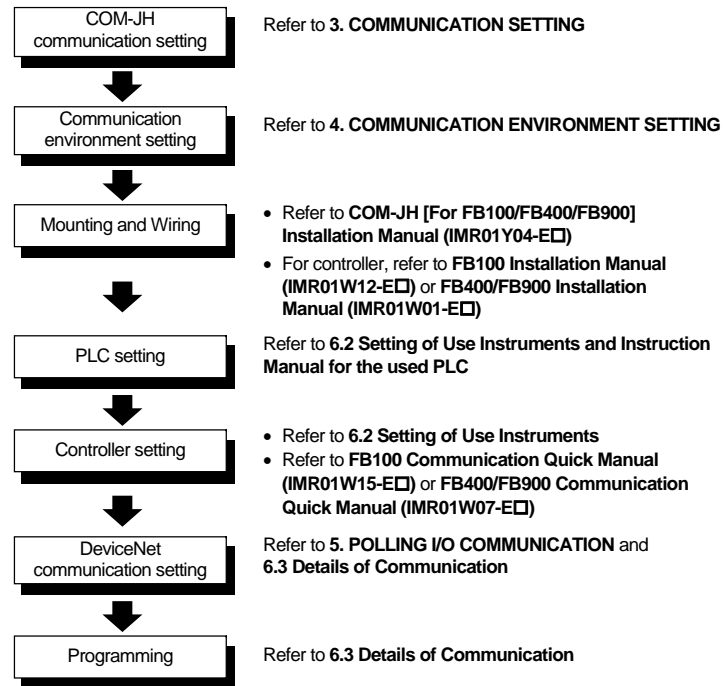 COM-JH
communication setting
Refer to 3. COMMUNICATION SETTING
Communication
environment setting
Refer to 4. COMMUNICATION ENVIRONMENT SETTING
Mounting and Wiring
• Refer to COM-JH [For FB100/FB400/FB900]
Installation Manual (IMR01Y04-E□)
• For controller, refer to FB100 Installation Manual
(IMR01W12-E□) or FB400/FB900 Installation
Manual (IMR01W01-E□)
PLC setting
Refer to 6.2 Setting of Use Instruments and Instruction
Manual for the used PLC
Controller setting
• Refer to 6.2 Setting of Use Instruments
• Refer to FB100 Communication Quick Manual
(IMR01W15-E□) or FB400/FB900 Communication
Quick Manual (IMR01W07-E□)
DeviceNet
communication setting
Refer to 5. POLLING I/O COMMUNICATION and
6.3 Details of Communication
Programming
Refer to 6.3 Details of Communication